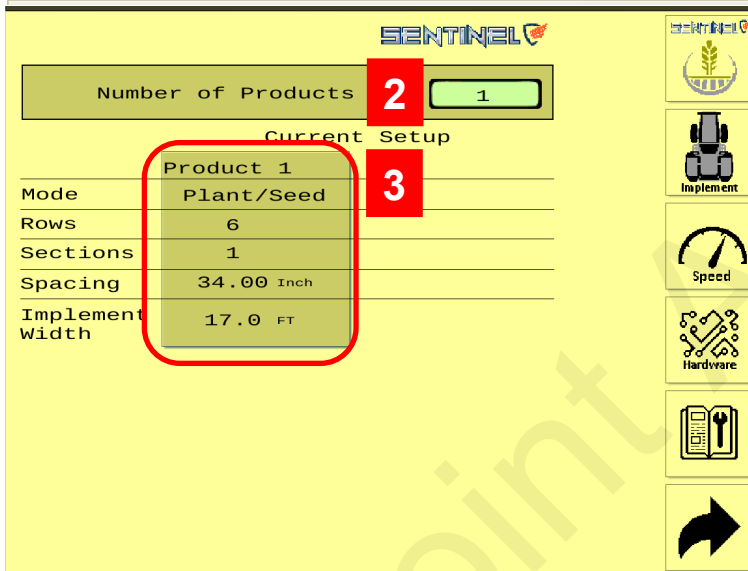 SENTINEL
SENTINEL
Number of Products 2 1
Current Setup
Product 1 3
Mode Plant/Seed
Rows 6
Sections 1
Spacing 34.00 Inch
Implement 17.0 FT
Width
Implement
Speed
Hardware